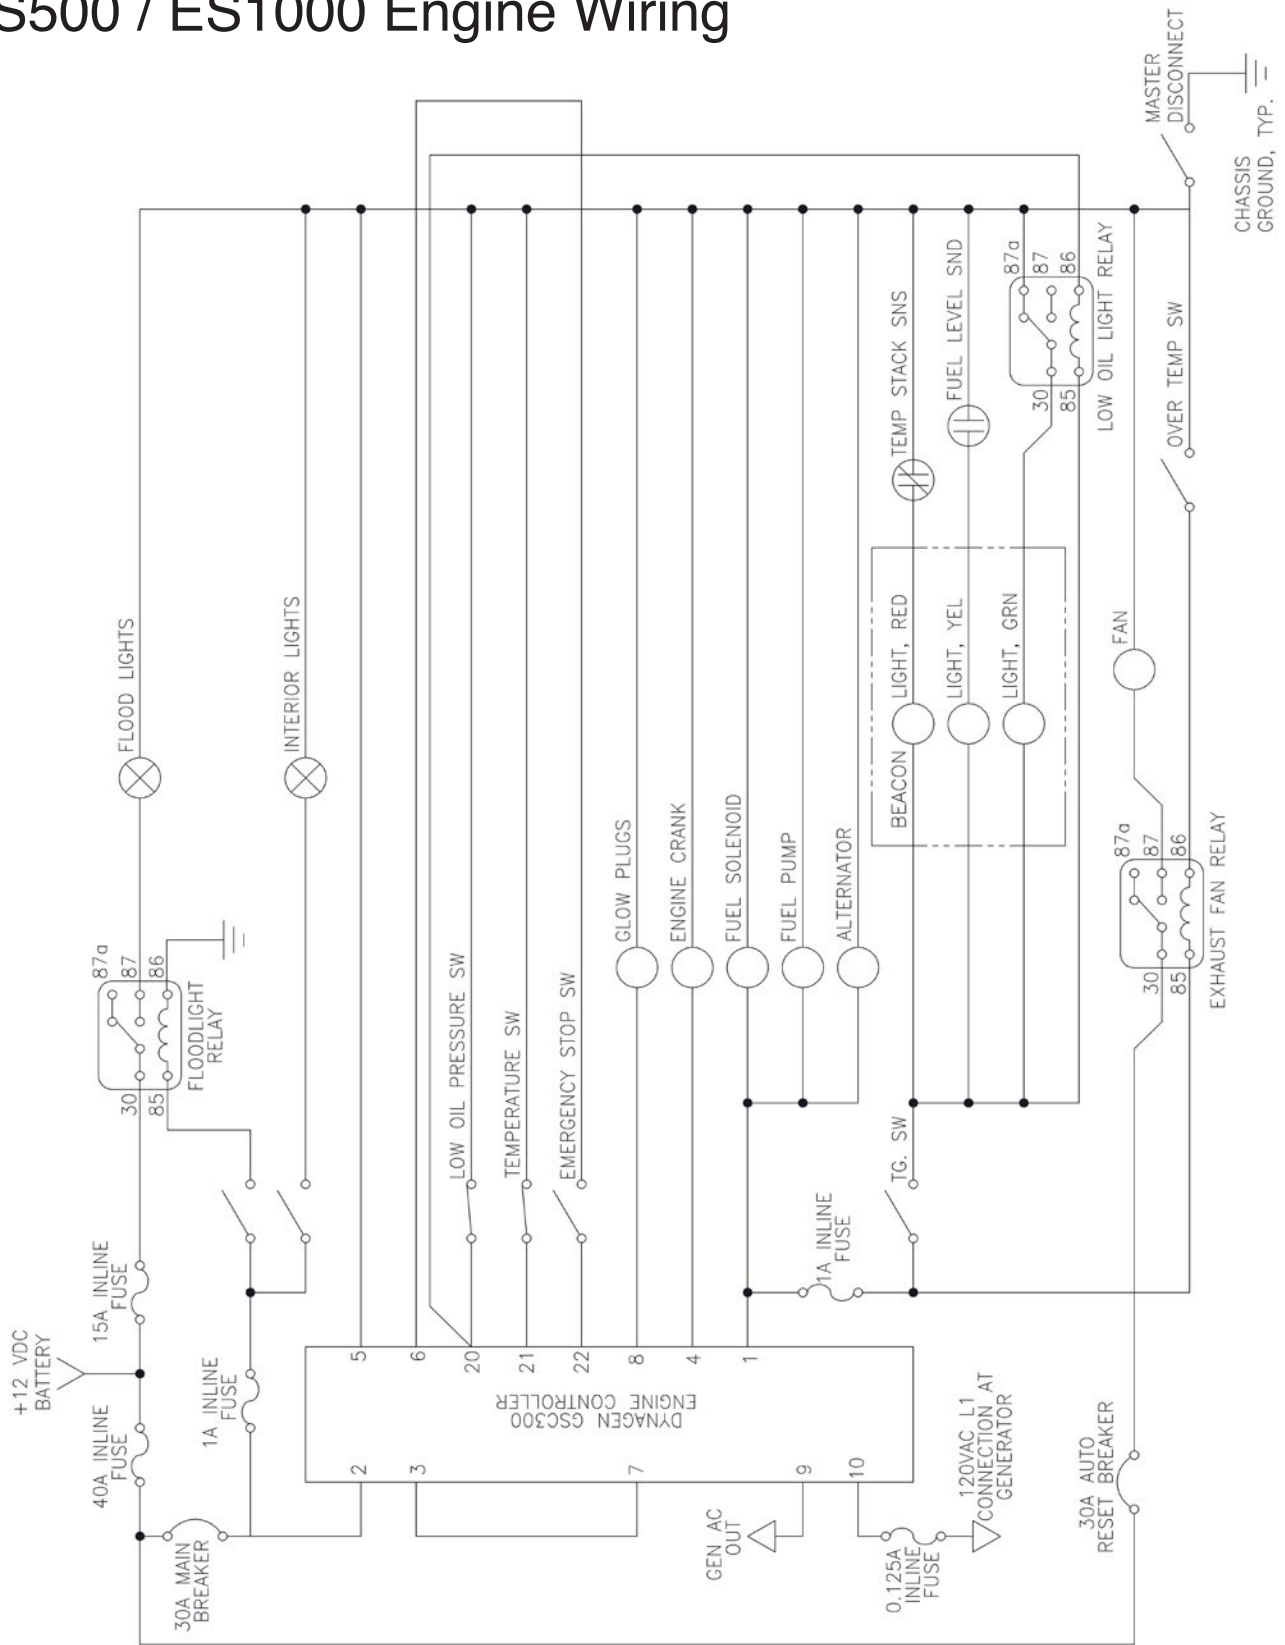 S500 / ES1000 Engine Wiring
+12 VDC
BATTERY
40A INLINE
FUSE
15A INLINE
FUSE
30A MAIN
BREAKER
1A INLINE
FUSE
30
85
87a
87
86
FLOODLIGHT
RELAY
FLOOD LIGHTS
INTERIOR LIGHTS
DYNAGEN GSC300
ENGINE CONTROLLER
2
3
7
9
10
5
6
20
21
22
8
4
1
LOW OIL PRESSURE SW
TEMPERATURE SW
EMERGENCY STOP SW
GLOW PLUGS
ENGINE CRANK
FUEL SOLENOID
FUEL PUMP
ALTERNATOR
GEN AC
OUT
0.125A
INLINE
FUSE
120VAC L1
CONNECTION AT
GENERATOR
1A INLINE
FUSE
TG. SW
BEACON
LIGHT, RED
LIGHT, YEL
LIGHT, GRN
TEMP STACK SNS
FUEL LEVEL SND
30
85
87a
87
86
LOW OIL LIGHT RELAY
30A AUTO
RESET BREAKER
30
85
87a
87
86
EXHAUST FAN RELAY
FAN
OVER TEMP SW
MASTER
DISCONNECT
CHASSIS
GROUND, TYP.